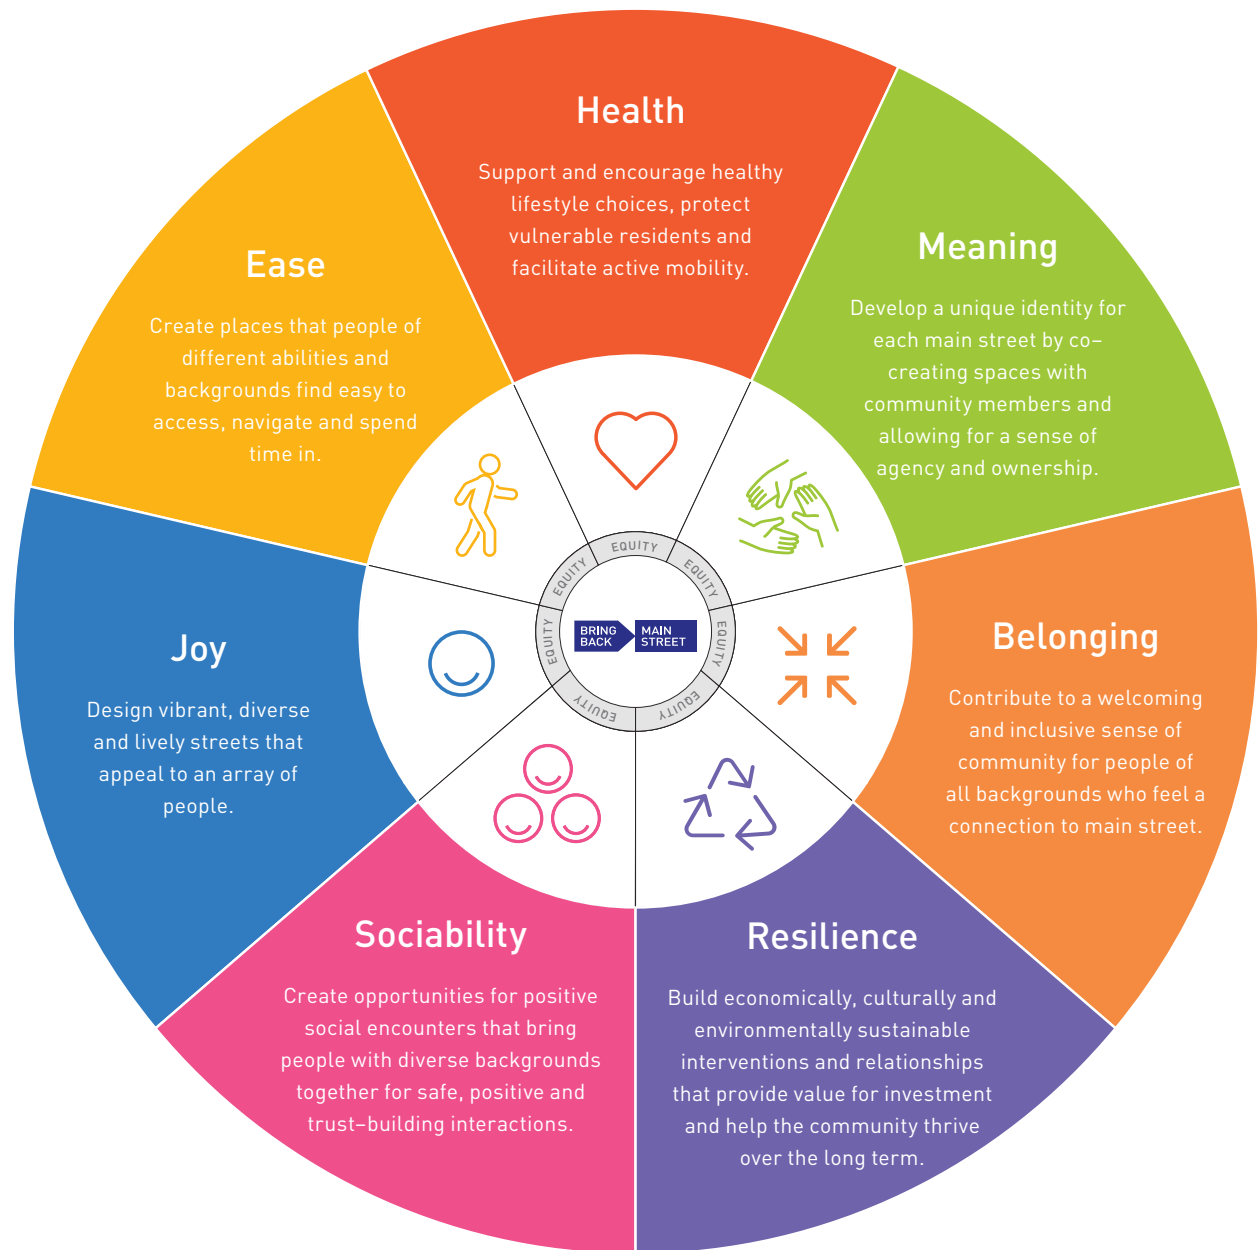 Health
Support and encourage healthy
lifestyle choices, protect
vulnerable residents and
facilitate active mobility.
Meaning
Develop a unique identity for
each main street by co–
creating spaces with
community members and
allowing for a sense of
agency and ownership.
Belonging
Contribute to a welcoming
and inclusive sense of
community for people of
all backgrounds who feel a
connection to main street.
Resilience
Build economically, culturally and
environmentally sustainable
interventions and relationships
that provide value for investment
and help the community thrive
over the long term.
Sociability
Create opportunities for positive
social encounters that bring
people with diverse backgrounds
together for safe, positive and
trust–building interactions.
Joy
Design vibrant, diverse
and lively streets that
appeal to an array of
people.
Ease
Create places that people of
different abilities and
backgrounds find easy to
access, navigate and spend
time in.
EQUITY
EQUITY
EQUITY
EQUITY
EQUITY
EQUITY
EQUITY
BRING
BACK
MAIN
STREET